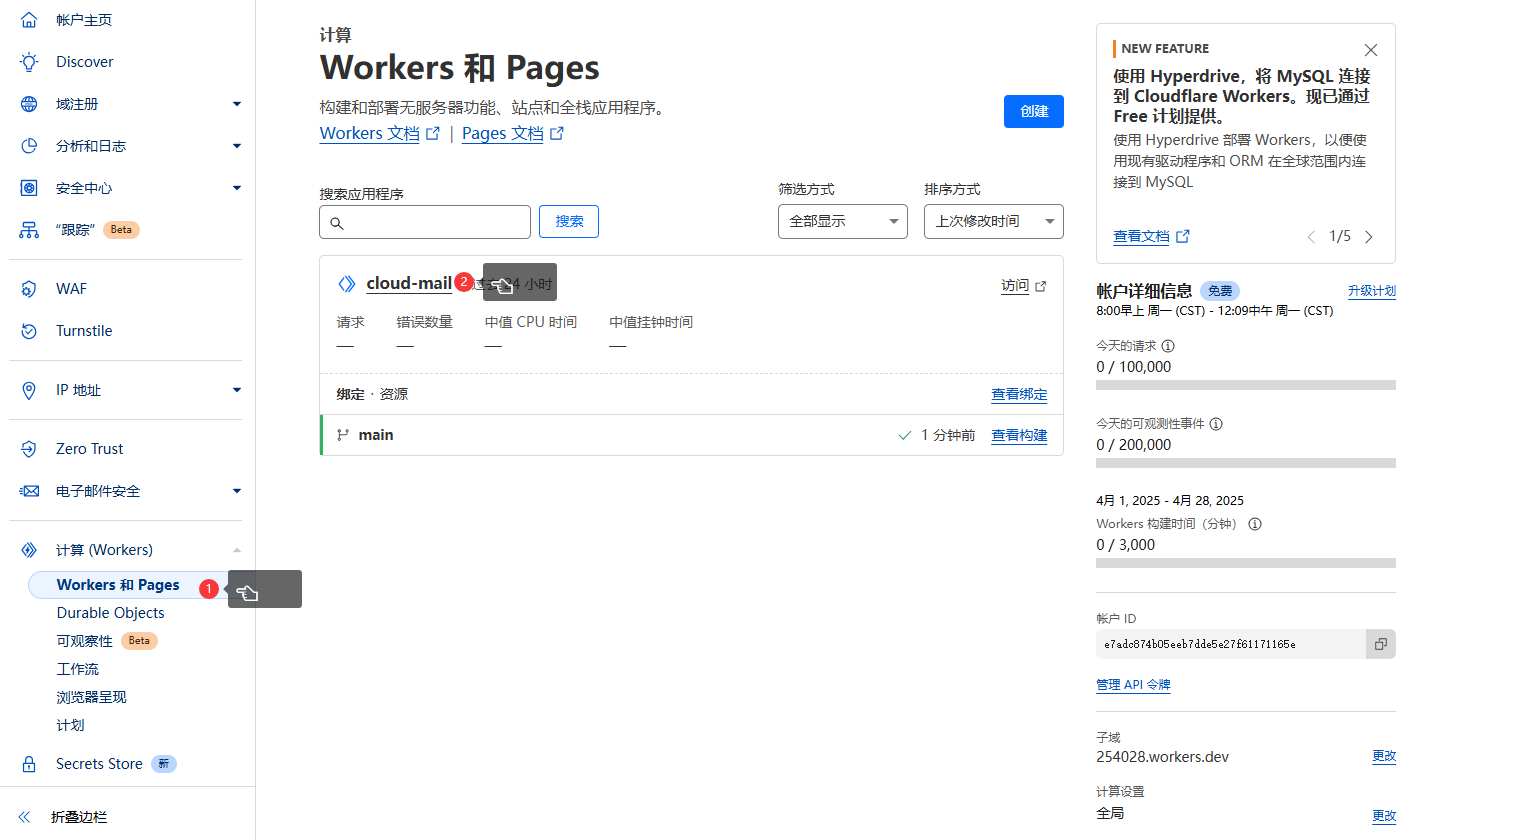 帐户主页
Discover
域注册
分析和日志
安全中心
“跟踪” Beta
WAF
Turnstile
IP 地址
Zero Trust
电子邮件安全
计算 (Workers)
Workers 和 Pages 1
Durable Objects
可观察性 Beta
工作流
浏览器呈现
计划
Secrets Store 新
折叠边栏
计算
Workers 和 Pages
构建和部署无服务器功能、站点和全栈应用程序。
Workers 文档 | Pages 文档
创建
搜索应用程序
搜索
筛选方式
全部显示
排序方式
上次修改时间
cloud-mail 2 过去 24 小时
访问
请求 错误数量 中值 CPU 时间 中值挂钟时间
— — — —
绑定 · 资源 查看绑定
main 1 分钟前 查看构建
NEW FEATURE
使用 Hyperdrive，将 MySQL 连接
到 Cloudflare Workers。现已通过
Free 计划提供。
使用 Hyperdrive 部署 Workers，以便使
用现有驱动程序和 ORM 在全球范围内连
接到 MySQL
查看文档 1/5
帐户详细信息 免费 升级计划
8:00早上 周一 (CST) - 12:09中午 周一 (CST)
今天的请求
0 / 100,000
今天的可观测性事件
0 / 200,000
4月 1, 2025 - 4月 28, 2025
Workers 构建时间（分钟）
0 / 3,000
帐户 ID
e7adc874b05eeb7dde5e27f61171165e
管理 API 令牌
子域
254028.workers.dev 更改
计算设置
全局 更改